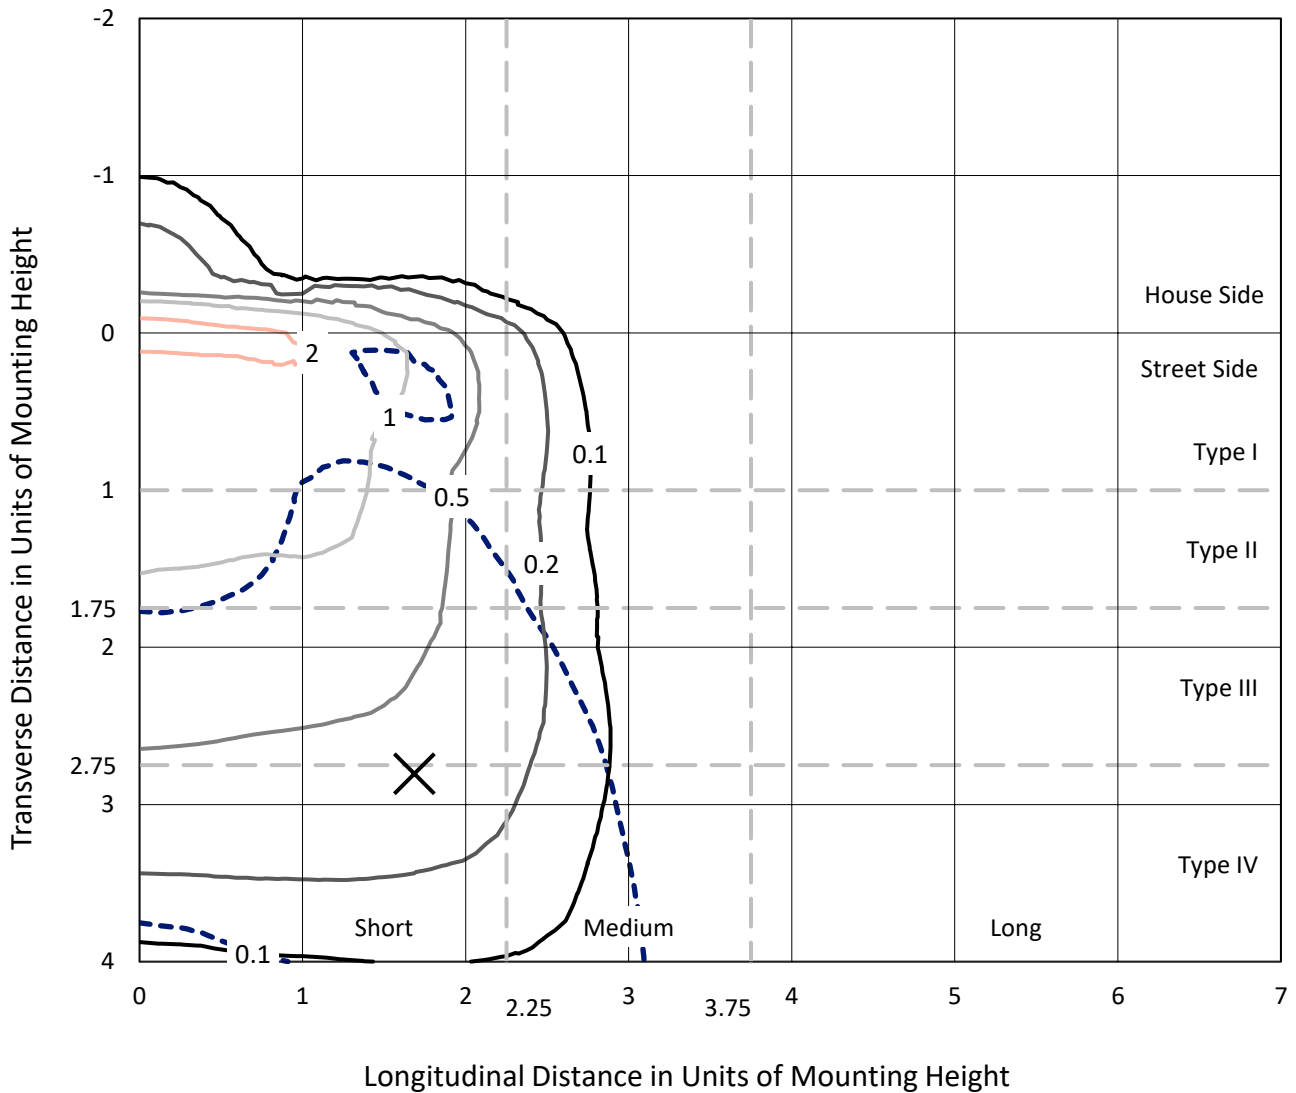 -2
-1
House Side
0
2
Street Side
1
0.1
Type I
1
0.5
0.2
Type II
1.75
2
Type III
2.75
3
Type IV
Short
Medium
Long
0.1
4
0
1
2
2.25
3
3.75
4
5
6
7
Longitudinal Distance in Units of Mounting Height
Transverse Distance in Units of Mounting Height